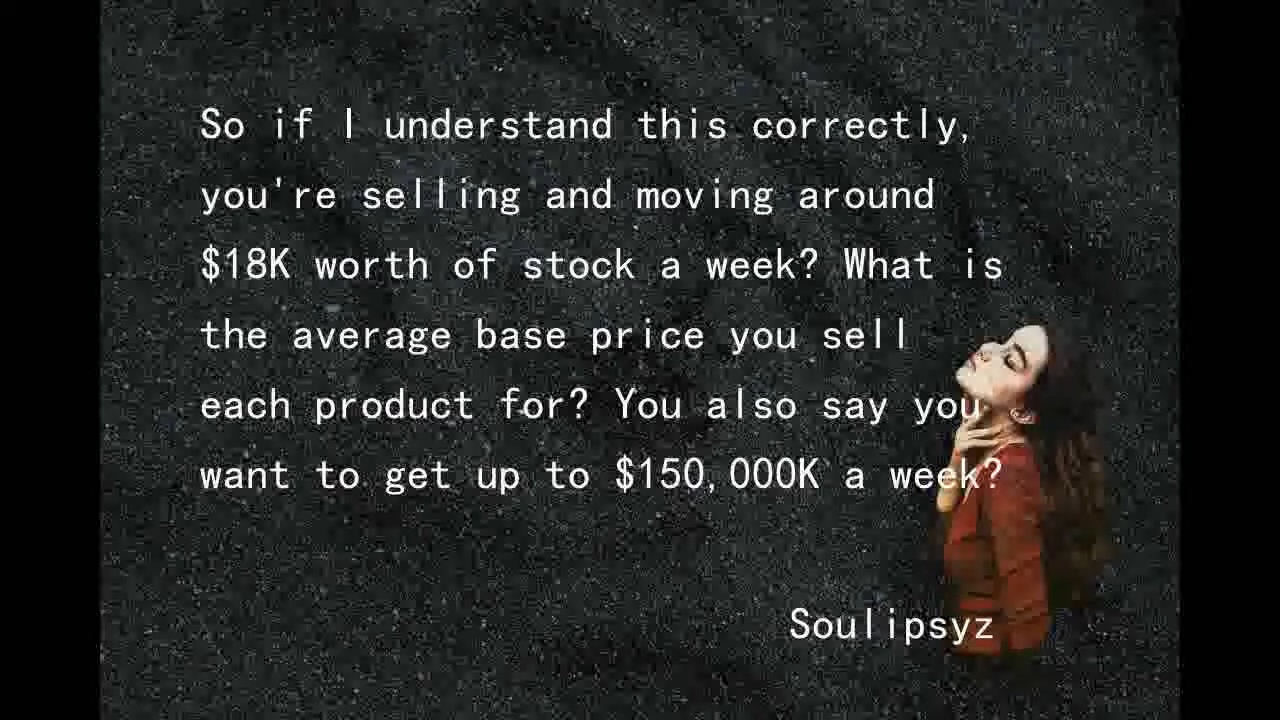 So if I understand this correctly,
you're selling and moving around
$18K worth of stock a week? What is
the average base price you sell
each product for? You also say you
want to get up to $150,000K a week?
Soulipsyz